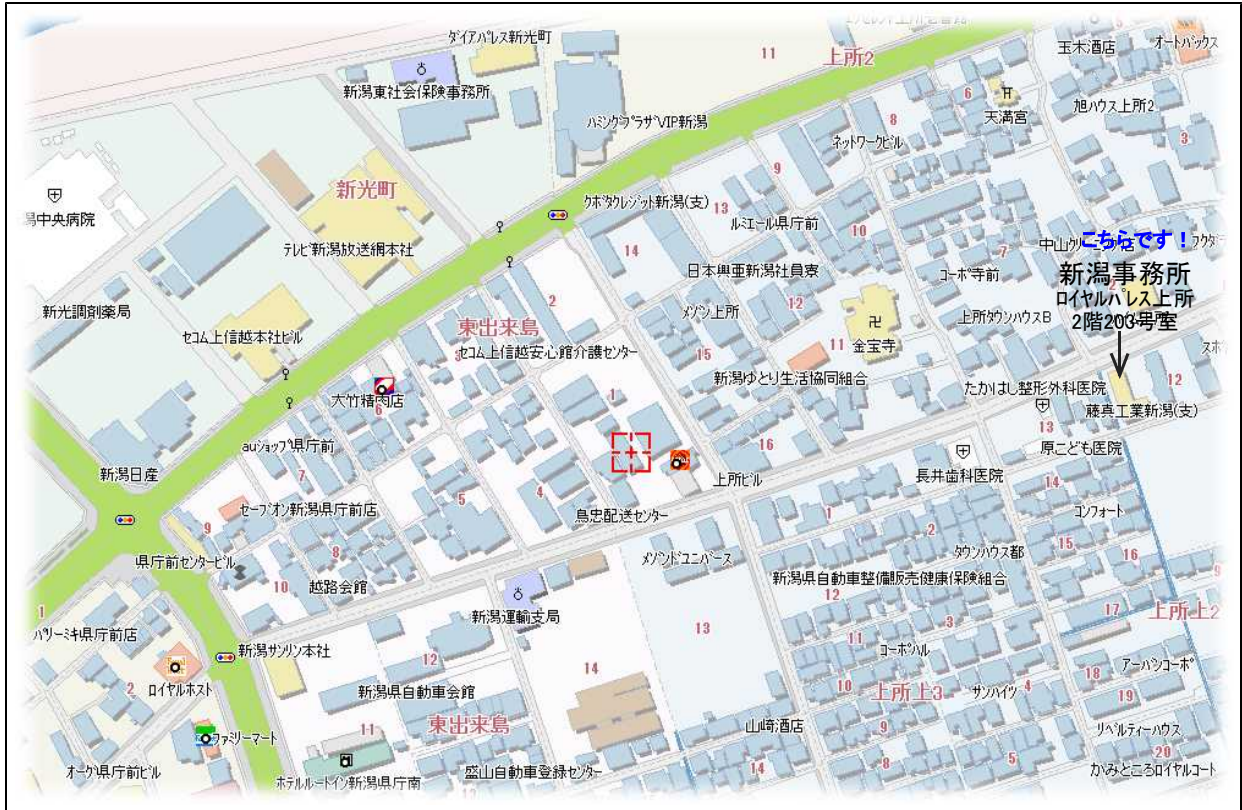 ダイアパレス新光町
11
上所2
玉木酒店
5
オートバックス
新潟東社会保険事務所
6
天満宮
旭ハウス上所2
ハミングプラザVIP新潟
8
ネットワークビル
3
新光町
9
潟中央病院
クボタクレジット新潟(支)
13
ルミエール県庁前
10
こちらです！
テレビ新潟放送網本社
14
7
新潟事務所
日本興亜新潟社員寮
コーポ寺前
ロイヤルパレス上所
新光調剤薬局
2
メゾン上所
12
上所タウンハウスB
2階203号室
セコム上信越本社ビル
東出来島
卍
3
セコム上信越安心館介護センター
15
11
金宝寺
新潟ゆとり生活協同組合
たかはし整形外科医院
12
大竹精肉店
6
1
藤真工業新潟(支)
auショップ県庁前
16
13
原こども医院
新潟日産
7
上所ビル
長井歯科医院
14
セーブオン新潟県庁前店
5
4
9
鳥忠配送センター
1
2
コンフォート
県庁前センタービル
8
メゾンドユニバース
タウンハウス都
15
16
10
越路会館
新潟県自動車整備販売健康保険組合
12
9
1
新潟運輸支局
17
上所上2
パリーミキ県庁前店
13
3
新潟サンリン本社
11
コーポハル
12
14
18
アーバンコーポ
2
ロイヤルホスト
新潟県自動車会館
10
上所上3
サンハイツ
4
19
東出来島
山崎酒店
9
リベルティーハウス
11
ファミリーマート
20
オーク県庁前ビル
盛山自動車登録センター
14
8
5
かみところロイヤルコート
ホテルルートイン新潟県庁南